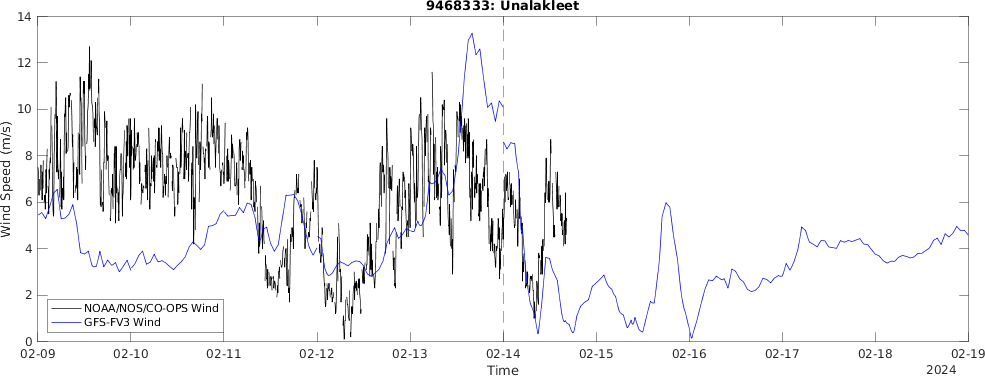 9468333: Unalakleet
Wind Speed (m/s)
14
12
10
8
6
4
2
0
NOAA/NOS/CO-OPS Wind
GFS-FV3 Wind
02-09 02-10 02-11 02-12 02-13 02-14 02-15 02-16 02-17 02-18 02-19
Time
2024